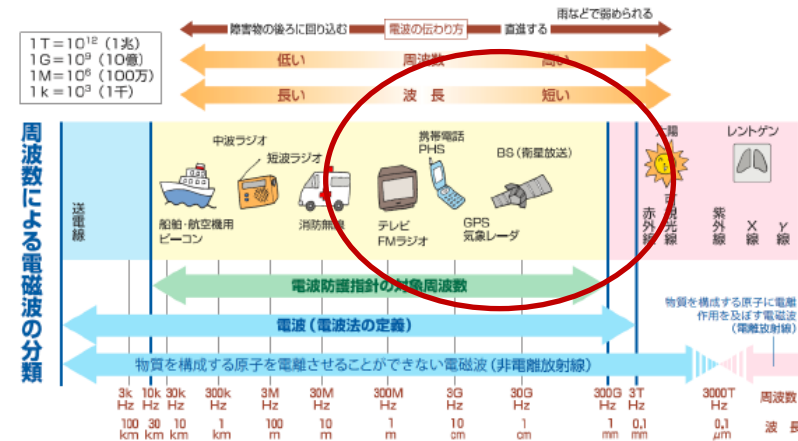 雨などで弱められる
障害物の後ろに回り込む 電波の伝わり方 直進する
1T=10¹²（1兆）
1G=10⁹（10億）
1M=10⁶（100万）
1k=10³（1千）
低い 周波数 高い
長い 波 長 短い
周波数による電磁波の分類
送電線
中波ラジオ
短波ラジオ
船舶・航空機用
ビーコン
消防無線
テレビ
FMラジオ
携帯電話
PHS
GPS
気象レーダ
BS（衛星放送）
太陽
赤外線
可視光線
レントゲン
紫外線
X線
γ線
電波防護指針の対象周波数
電波（電波法の定義）
物質を構成する原子を電離させることができない電磁波（非電離放射線）
物質を構成する原子に電離
作用を及ぼす電磁波
（電離放射線）
3k Hz 10k Hz 30k Hz 300k Hz 3M Hz 30M Hz 300M Hz 3G Hz 30G Hz 300G Hz 3T Hz 3000T Hz 周波数
100 km 30 km 10 km 1 km 100 m 10 m 1 m 10 cm 1 cm 1 mm 0.1 mm 0.1 μm 波 長